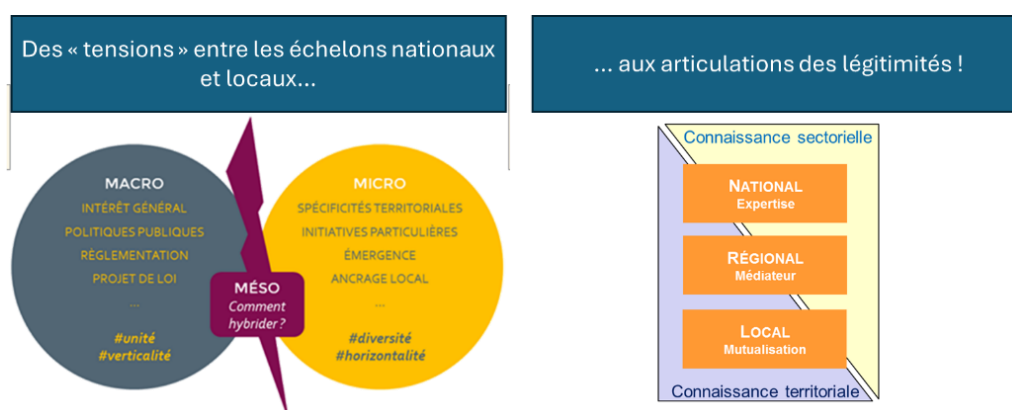 Des « tensions » entre les échelons nationaux
et locaux...
... aux articulations des légitimités !
MACRO
INTÉRÊT GÉNÉRAL
POLITIQUES PUBLIQUES
RÈGLEMENTATION
PROJET DE LOI
...
#unité
#verticalité
MÉSO
Comment
hybrider ?
MICRO
SPÉCIFICITÉS TERRITORIALES
INITIATIVES PARTICULIÈRES
ÉMERGENCE
ANCRAGE LOCAL
...
#diversité
#horizontalité
Connaissance sectorielle
NATIONAL
Expertise
RÉGIONAL
Médiateur
LOCAL
Mutualisation
Connaissance territoriale